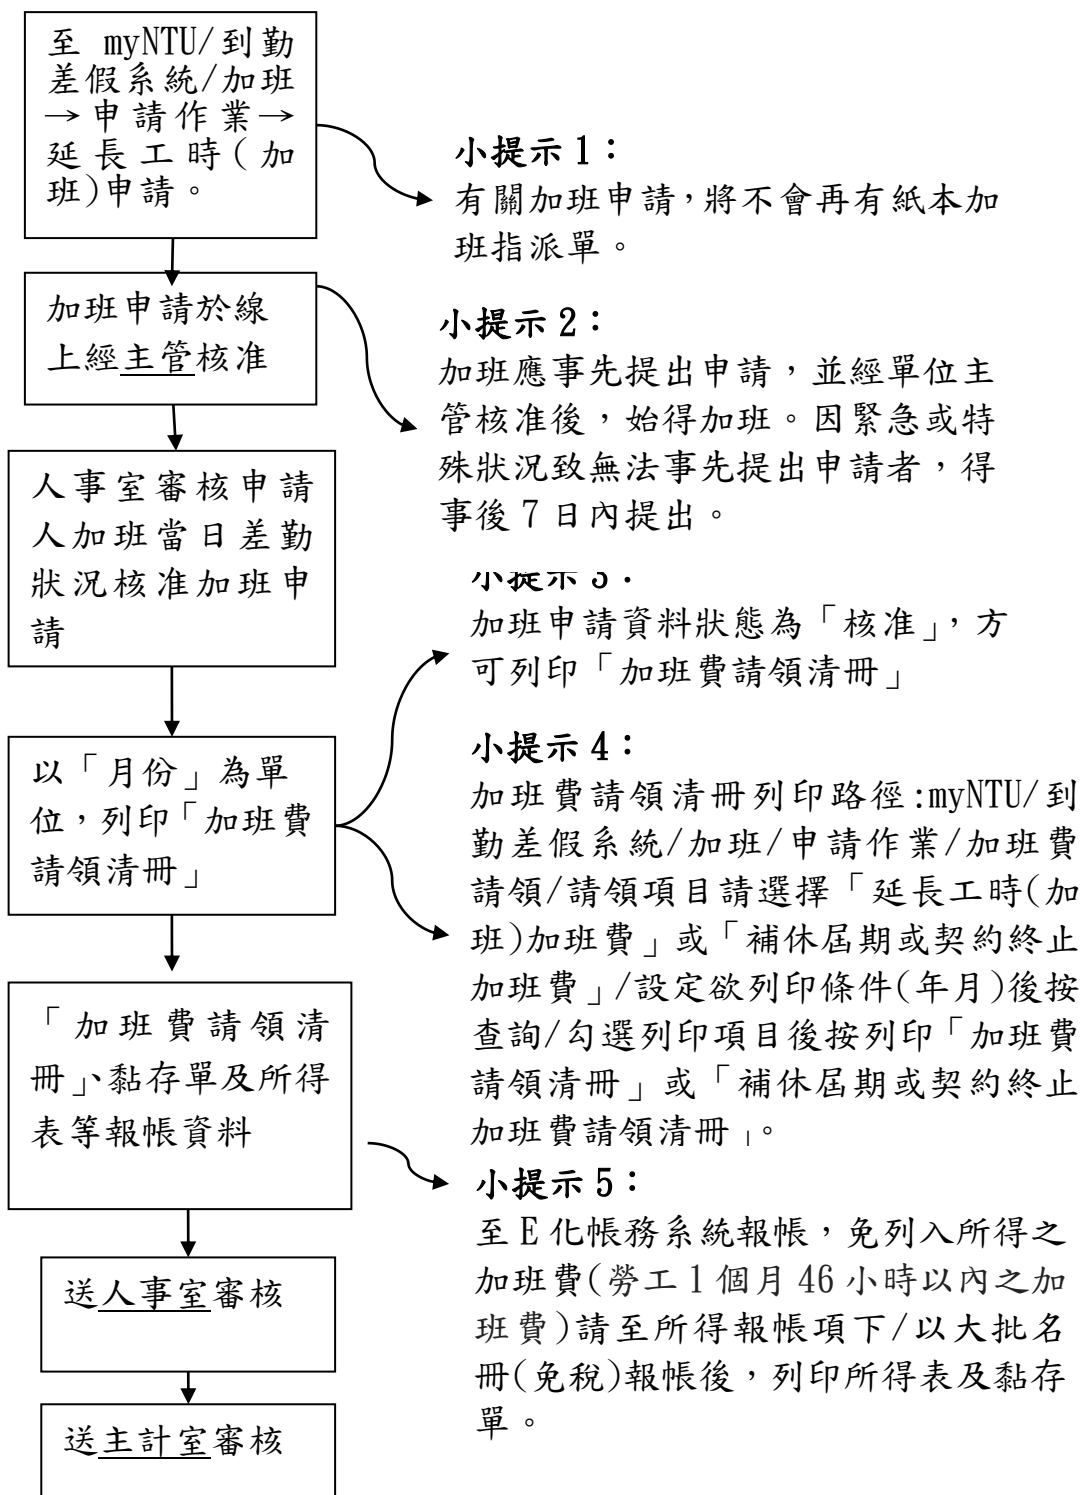 至 myNTU/到勤
差假系統/加班
→申請作業→
延長工時(加
班)申請。
小提示 1：
有關加班申請，將不會再有紙本加
班指派單。
加班申請於線
上經主管核准
小提示 2：
加班應事先提出申請，並經單位主
管核准後，始得加班。因緊急或特
殊狀況致無法事先提出申請者，得
事後 7 日內提出。
人事室審核申請
人加班當日差勤
狀況核准加班申
請
小提示 3：
加班申請資料狀態為「核准」，方
可列印「加班費請領清冊」
以「月份」為單
位，列印「加班費
請領清冊」
小提示 4：
加班費請領清冊列印路徑:myNTU/到
勤差假系統/加班/申請作業/加班費
請領/請領項目請選擇「延長工時(加
班)加班費」或「補休屆期或契約終止
加班費」/設定欲列印條件(年月)後按
查詢/勾選列印項目後按列印「加班費
請領清冊」或「補休屆期或契約終止
加班費請領清冊」。
「加班費請領清
冊」、黏存單及所得
表等報帳資料
小提示 5：
至 E 化帳務系統報帳，免列入所得之
加班費(勞工 1 個月 46 小時以內之加
班費)請至所得報帳項下/以大批名
冊(免稅)報帳後，列印所得表及黏存
單。
送人事室審核
送主計室審核